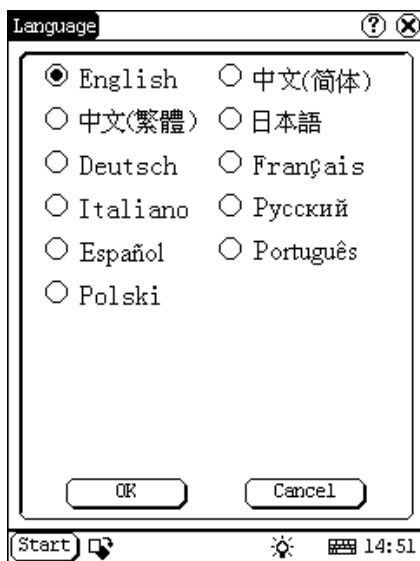 Language
English 中文(简体)
中文(繁體) 日本語
Deutsch Français
Italiano Русский
Español Português
Polski
OK Cancel
Start 14:51